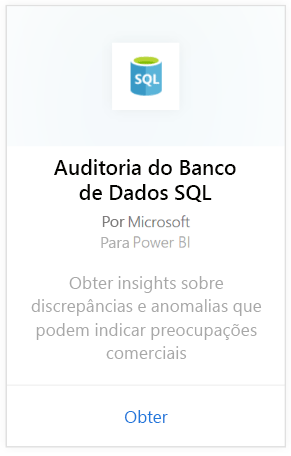 SQL
Auditoria do Banco
de Dados SQL
Por Microsoft
Para Power BI
Obter insights sobre
discrepâncias e anomalias que
podem indicar preocupações
comerciais
Obter